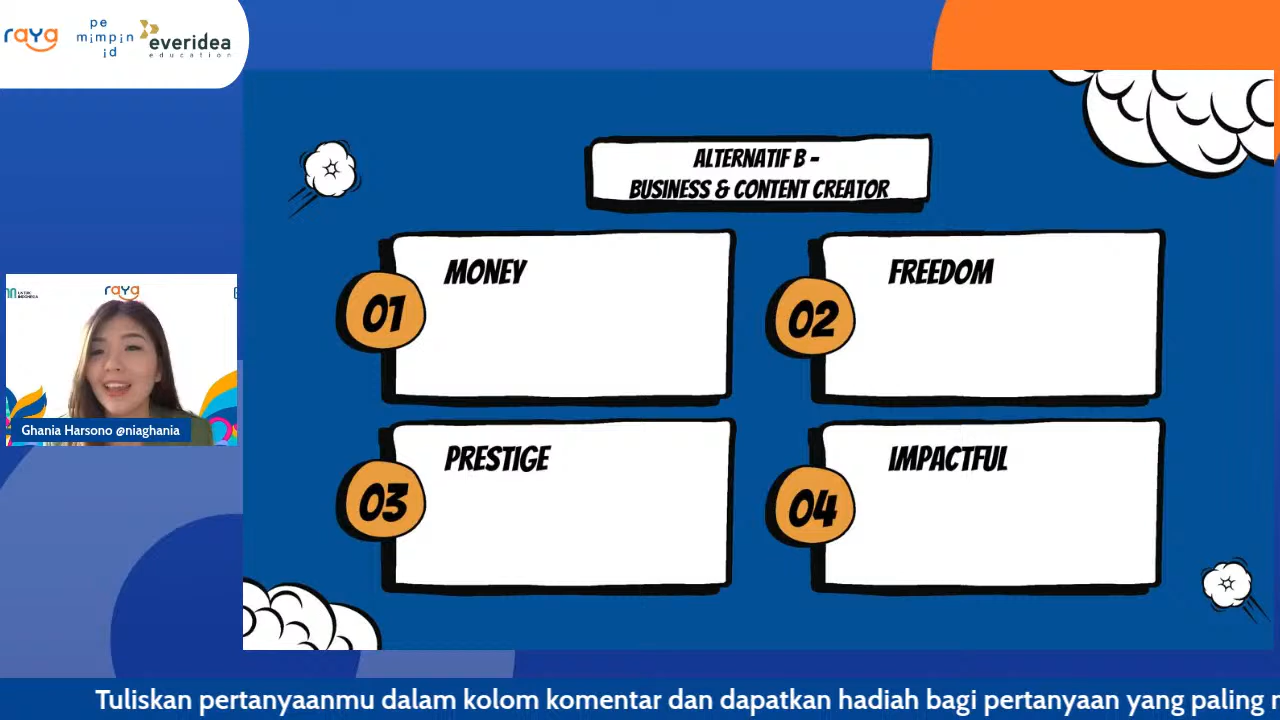 raya
pe
mimpin
id
everidea
education
ALTERNATIF B –
BUSINESS & CONTENT CREATOR
01
MONEY
02
FREEDOM
03
PRESTIGE
04
IMPACTFUL
raya
Ghania Harsono @niaghania
Tuliskan pertanyaanmu dalam kolom komentar dan dapatkan hadiah bagi pertanyaan yang paling